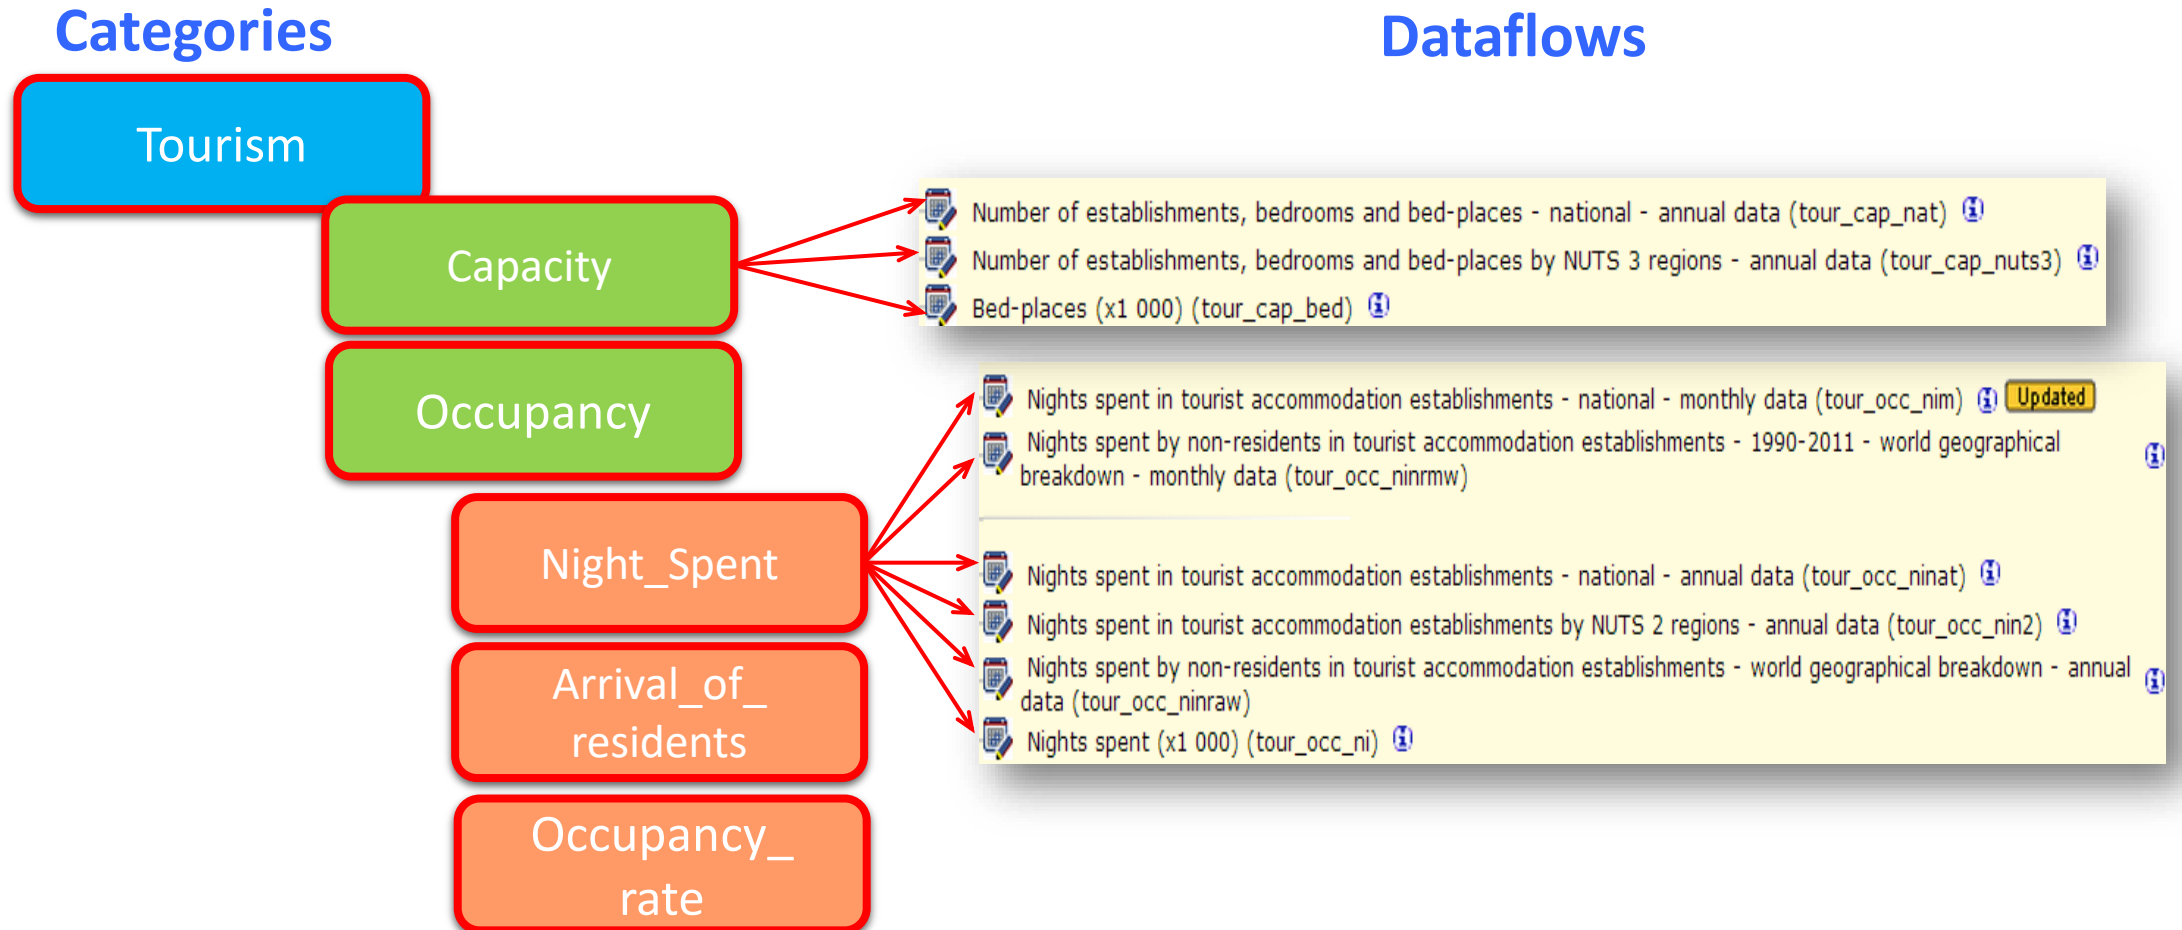 Categories
Dataflows
Tourism
Capacity
Number of establishments, bedrooms and bed-places - national - annual data (tour_cap_nat)
Number of establishments, bedrooms and bed-places by NUTS 3 regions - annual data (tour_cap_nuts3)
Bed-places (x1 000) (tour_cap_bed)
Occupancy
Nights spent in tourist accommodation establishments - national - monthly data (tour_occ_nim) Updated
Nights spent by non-residents in tourist accommodation establishments - 1990-2011 - world geographical
breakdown - monthly data (tour_occ_ninrmw)
Night_Spent
Nights spent in tourist accommodation establishments - national - annual data (tour_occ_ninat)
Nights spent in tourist accommodation establishments by NUTS 2 regions - annual data (tour_occ_nin2)
Nights spent by non-residents in tourist accommodation establishments - world geographical breakdown - annual
data (tour_occ_ninraw)
Nights spent (x1 000) (tour_occ_ni)
Arrival_of_
residents
Occupancy_
rate